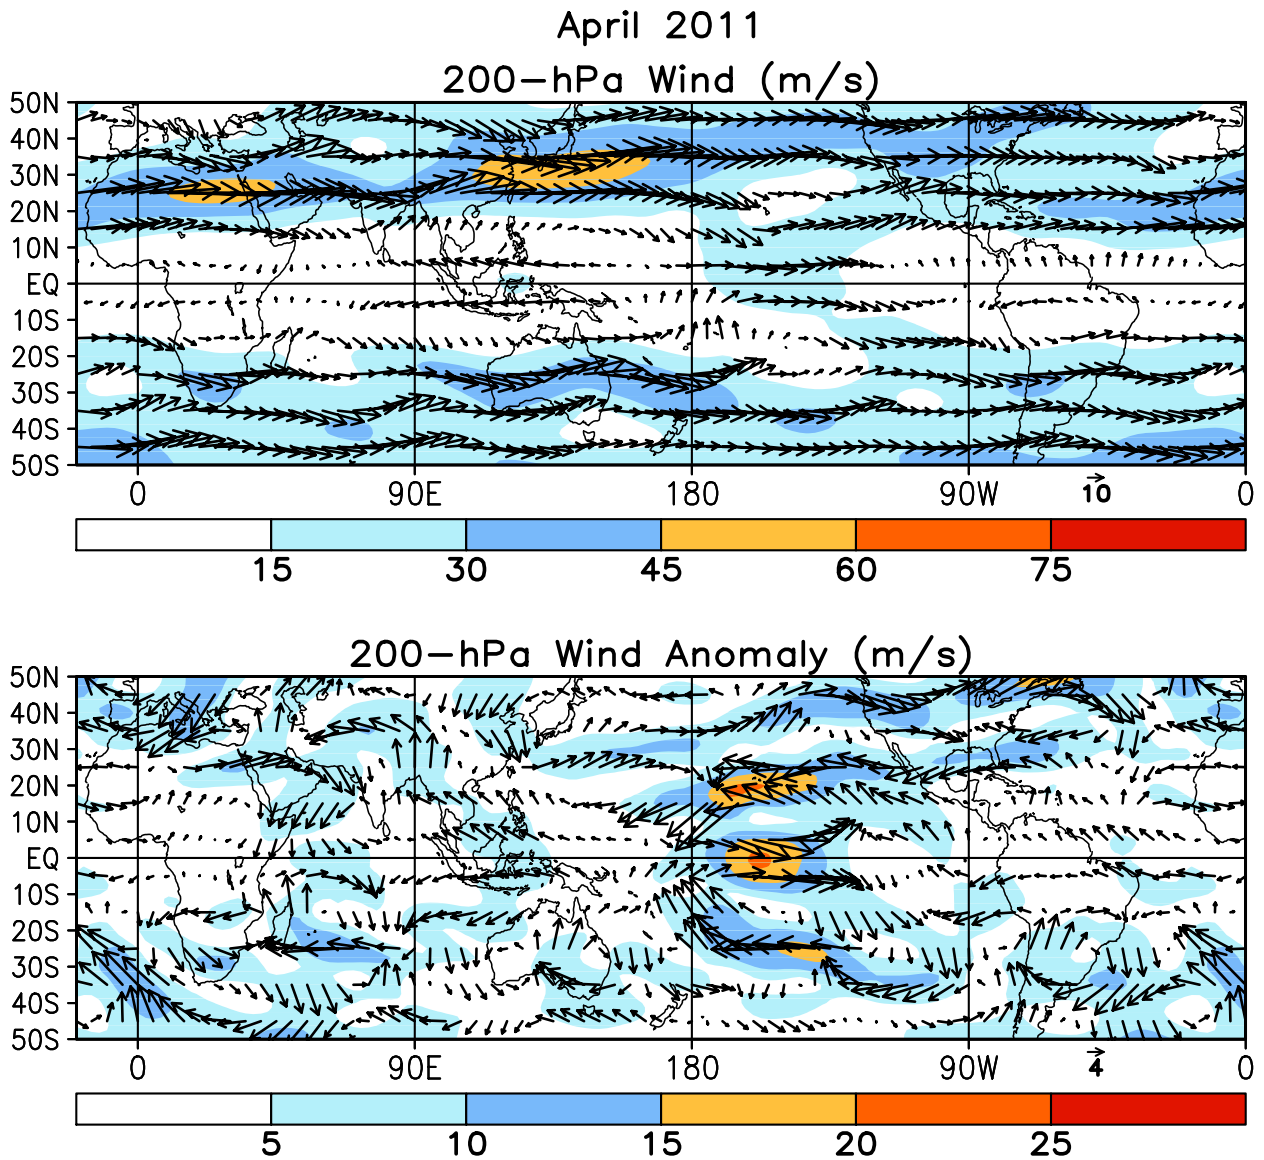 April 2011
200-hPa Wind (m/s)
50N
40N
30N
20N
10N
EQ
10S
20S
30S
40S
50S
0 90E 180 90W 10 0
15 30 45 60 75
200-hPa Wind Anomaly (m/s)
50N
40N
30N
20N
10N
EQ
10S
20S
30S
40S
50S
0 90E 180 90W 4 0
5 10 15 20 25